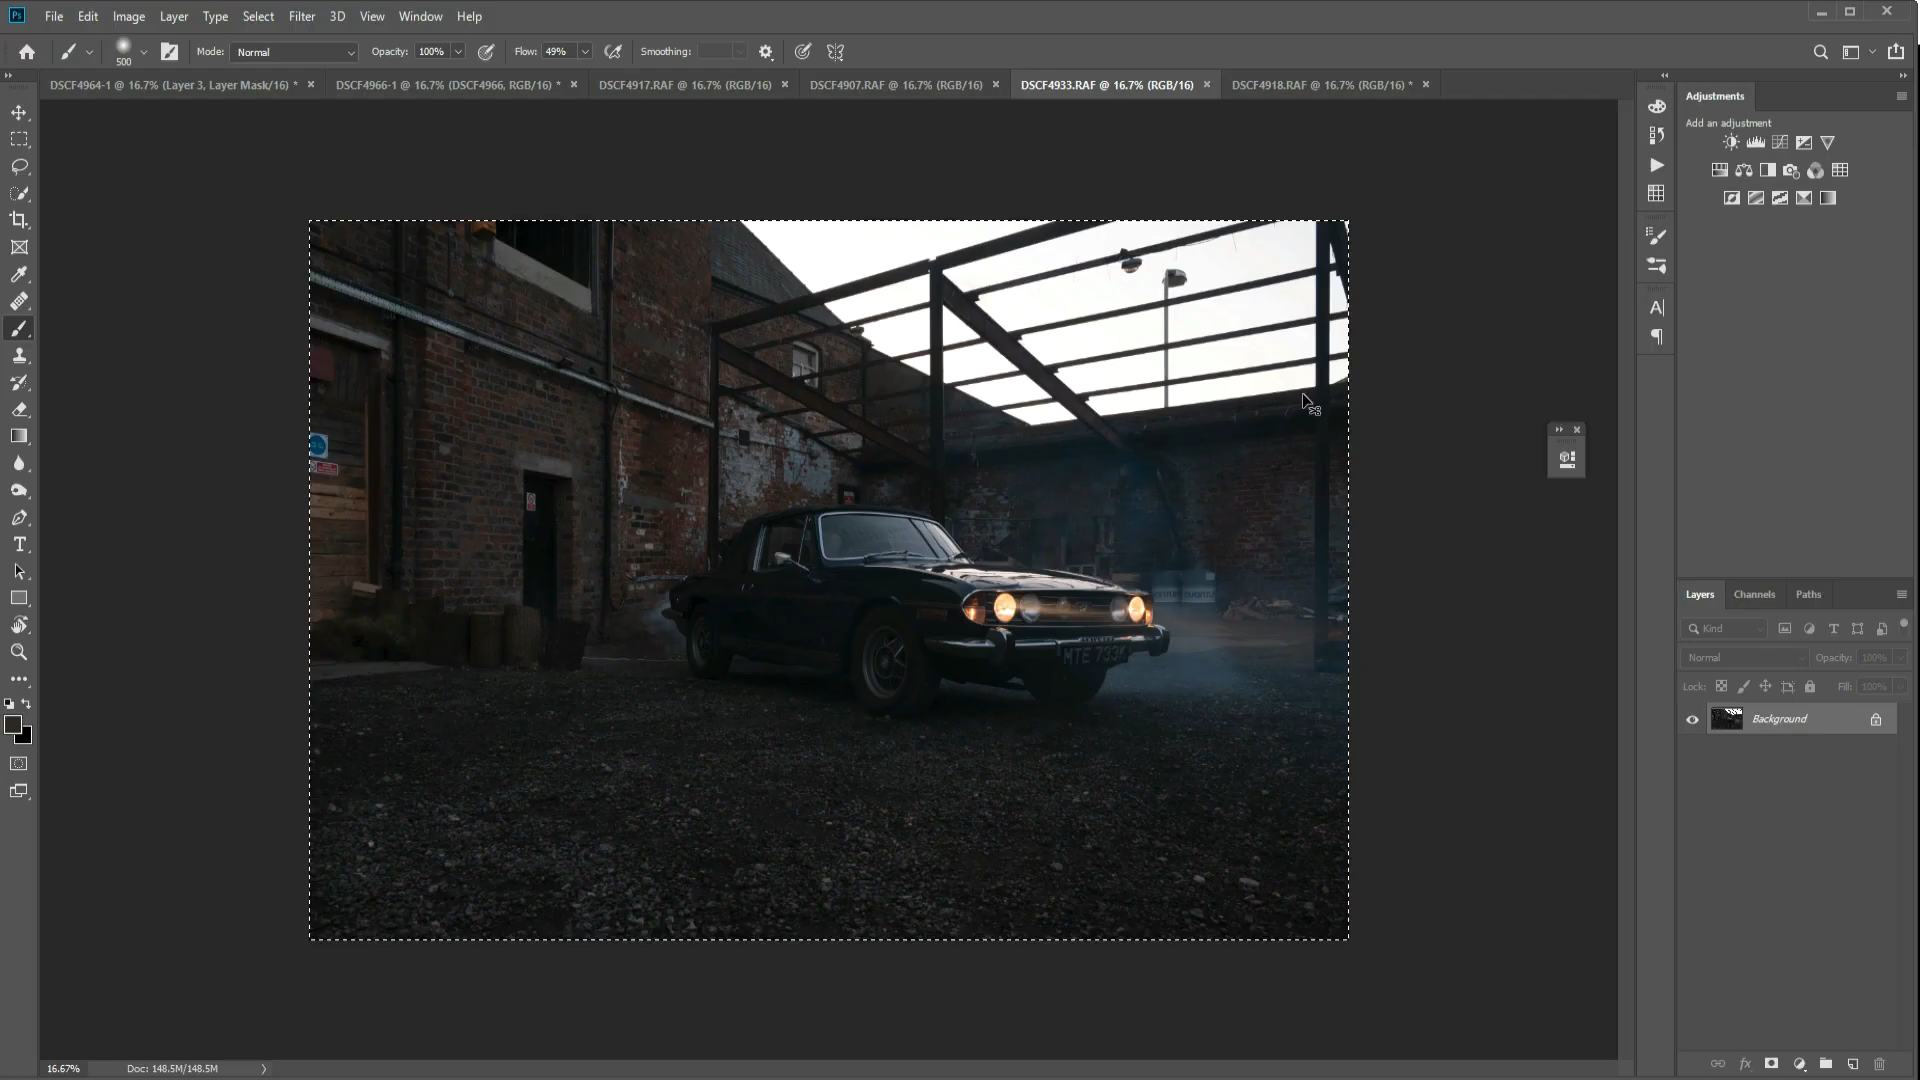 Ps File Edit Image Layer Type Select Filter 3D View Window Help
500 Mode: Normal Opacity: 100% Flow: 49% Smoothing:
DSCF4964-1 @ 16.7% (Layer 3, Layer Mask/16) * DSCF4966-1 @ 16.7% (DSCF4966, RGB/16) * DSCF4917.RAF @ 16.7% (RGB/16) DSCF4907.RAF @ 16.7% (RGB/16) DSCF4933.RAF @ 16.7% (RGB/16) DSCF4918.RAF @ 16.7% (RGB/16) *
Adjustments
Add an adjustment
MTE 733K
Layers Channels Paths
Kind
Normal Opacity: 100%
Lock: Fill: 100%
Background
16.67% Doc: 148.5M/148.5M